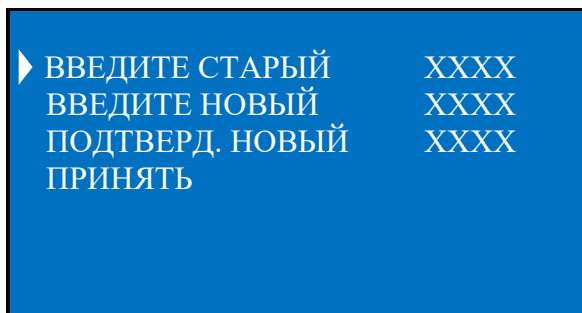 ВВЕДИТЕ СТАРЫЙ XXXX
ВВЕДИТЕ НОВЫЙ XXXX
ПОДТВЕРД. НОВЫЙ XXXX
ПРИНЯТЬ